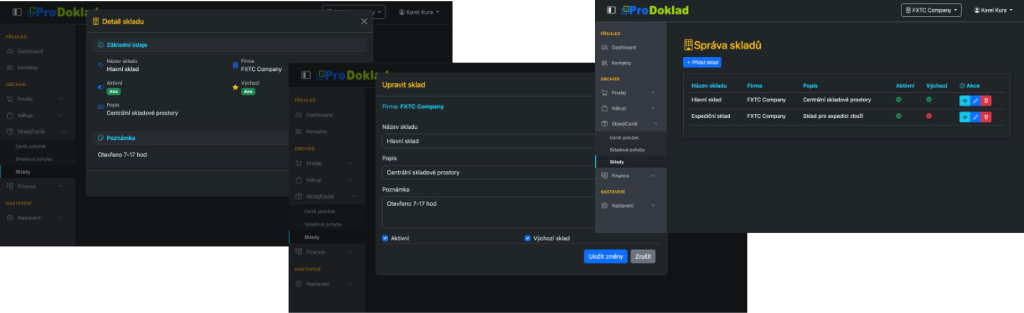 ProDoklad
Karel Kura
PŘEHLED
Dashboard
Kontakty
OBCHOD
Prodej
Nákup
Sklad/Ceník
Ceník položek
Skladové pohyby
Sklady
Finance
NASTAVENÍ
Nastavení
Detail skladu
Základní údaje
Název skladu
Hlavní sklad
Firma
FXTC Company
Aktivní
Ano
Výchozí
Ano
Popis
Centrální skladové prostory
Poznámka
Otevřeno 7-17 hod
ProDoklad
PŘEHLED
Dashboard
Kontakty
OBCHOD
Prodej
Nákup
Sklad/Ceník
Ceník položek
Skladové pohyby
Sklady
Finance
NASTAVENÍ
Nastavení
Upravit sklad
Firma: FXTC Company
Název skladu
Hlavní sklad
Popis
Centrální skladové prostory
Poznámka
Otevřeno 7-17 hod
Aktivní
Výchozí sklad
Uložit změny
Zrušit
ProDoklad
FXTC Company
Karel Kura
PŘEHLED
Dashboard
Kontakty
OBCHOD
Prodej
Nákup
Sklad/Ceník
Ceník položek
Skladové pohyby
Sklady
Finance
NASTAVENÍ
Nastavení
Správa skladů
+ Přidat sklad
Název skladu Firma Popis Aktivní Výchozí Akce
Hlavní sklad FXTC Company Centrální skladové prostory
Expediční sklad FXTC Company Sklad pro expedici zboží